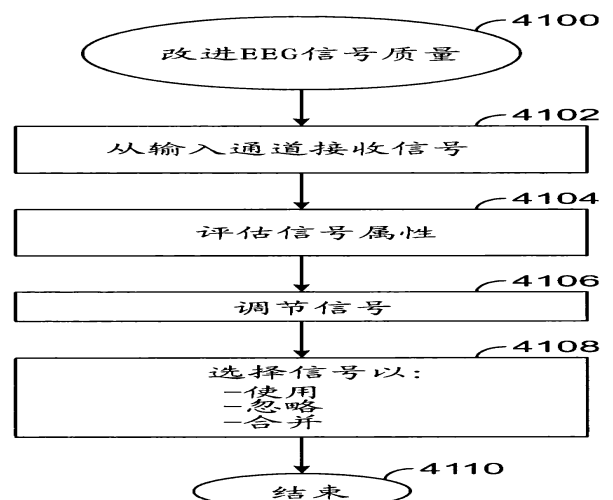 4100
改进EEG信号质量
4102
从输入通道接收信号
4104
评估信号属性
4106
调节信号
4108
选择信号以:
-使用
-忽略
-合并
4110
结束